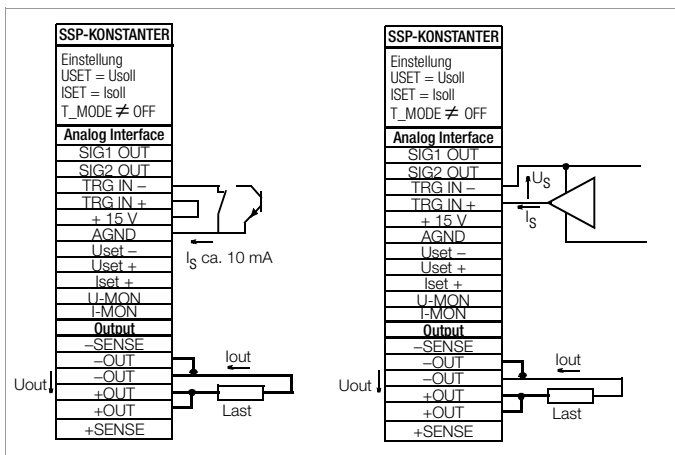 SSP-KONSTANTER
Einstellung
USET = Usoll
ISET = Isoll
T_MODE ≠ OFF
Analog Interface
SIG1 OUT
SIG2 OUT
TRG IN –
TRG IN +
+ 15 V
AGND
Uset –
Uset +
Iset +
U-MON
I-MON
Output
–SENSE
–OUT
–OUT
+OUT
+OUT
+SENSE
IS ca. 10 mA
Iout
Uout
Last
SSP-KONSTANTER
Einstellung
USET = Usoll
ISET = Isoll
T_MODE ≠ OFF
Analog Interface
SIG1 OUT
SIG2 OUT
TRG IN –
TRG IN +
+ 15 V
AGND
Uset –
Uset +
Iset +
U-MON
I-MON
Output
–SENSE
–OUT
–OUT
+OUT
+OUT
+SENSE
US
IS
Iout
Uout
Last